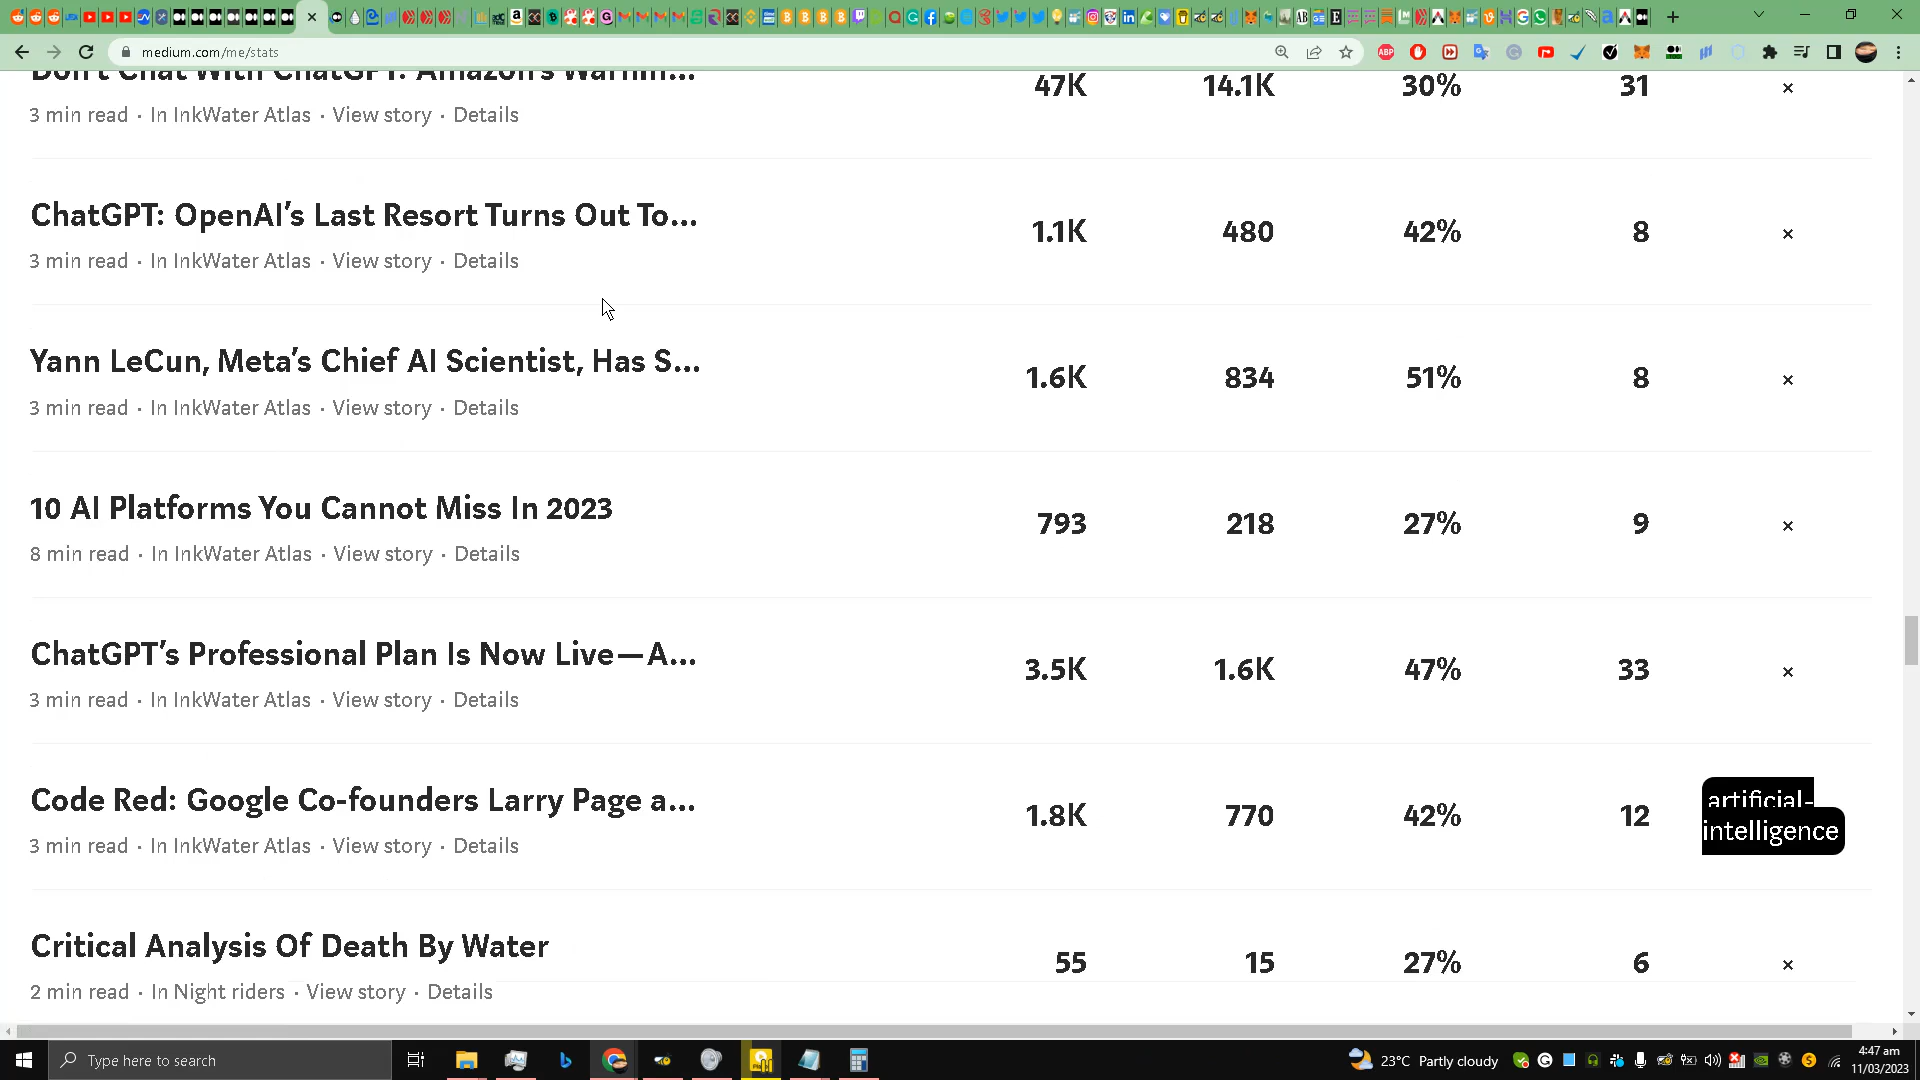 medium.com/me/stats
Don't Chat With ChatGPT: Amazon's Warnin...
47K 14.1K 30% 31 ×
3 min read · In InkWater Atlas · View story · Details
ChatGPT: OpenAI’s Last Resort Turns Out To...
1.1K 480 42% 8 ×
3 min read · In InkWater Atlas · View story · Details
Yann LeCun, Meta’s Chief AI Scientist, Has S...
1.6K 834 51% 8 ×
3 min read · In InkWater Atlas · View story · Details
10 AI Platforms You Cannot Miss In 2023
793 218 27% 9 ×
8 min read · In InkWater Atlas · View story · Details
ChatGPT’s Professional Plan Is Now Live — A...
3.5K 1.6K 47% 33 ×
3 min read · In InkWater Atlas · View story · Details
Code Red: Google Co-founders Larry Page a...
1.8K 770 42% 12
artificial-
intelligence
3 min read · In InkWater Atlas · View story · Details
Critical Analysis Of Death By Water
55 15 27% 6 ×
2 min read · In Night riders · View story · Details
Type here to search
23°C Partly cloudy
4:47 am
11/03/2023